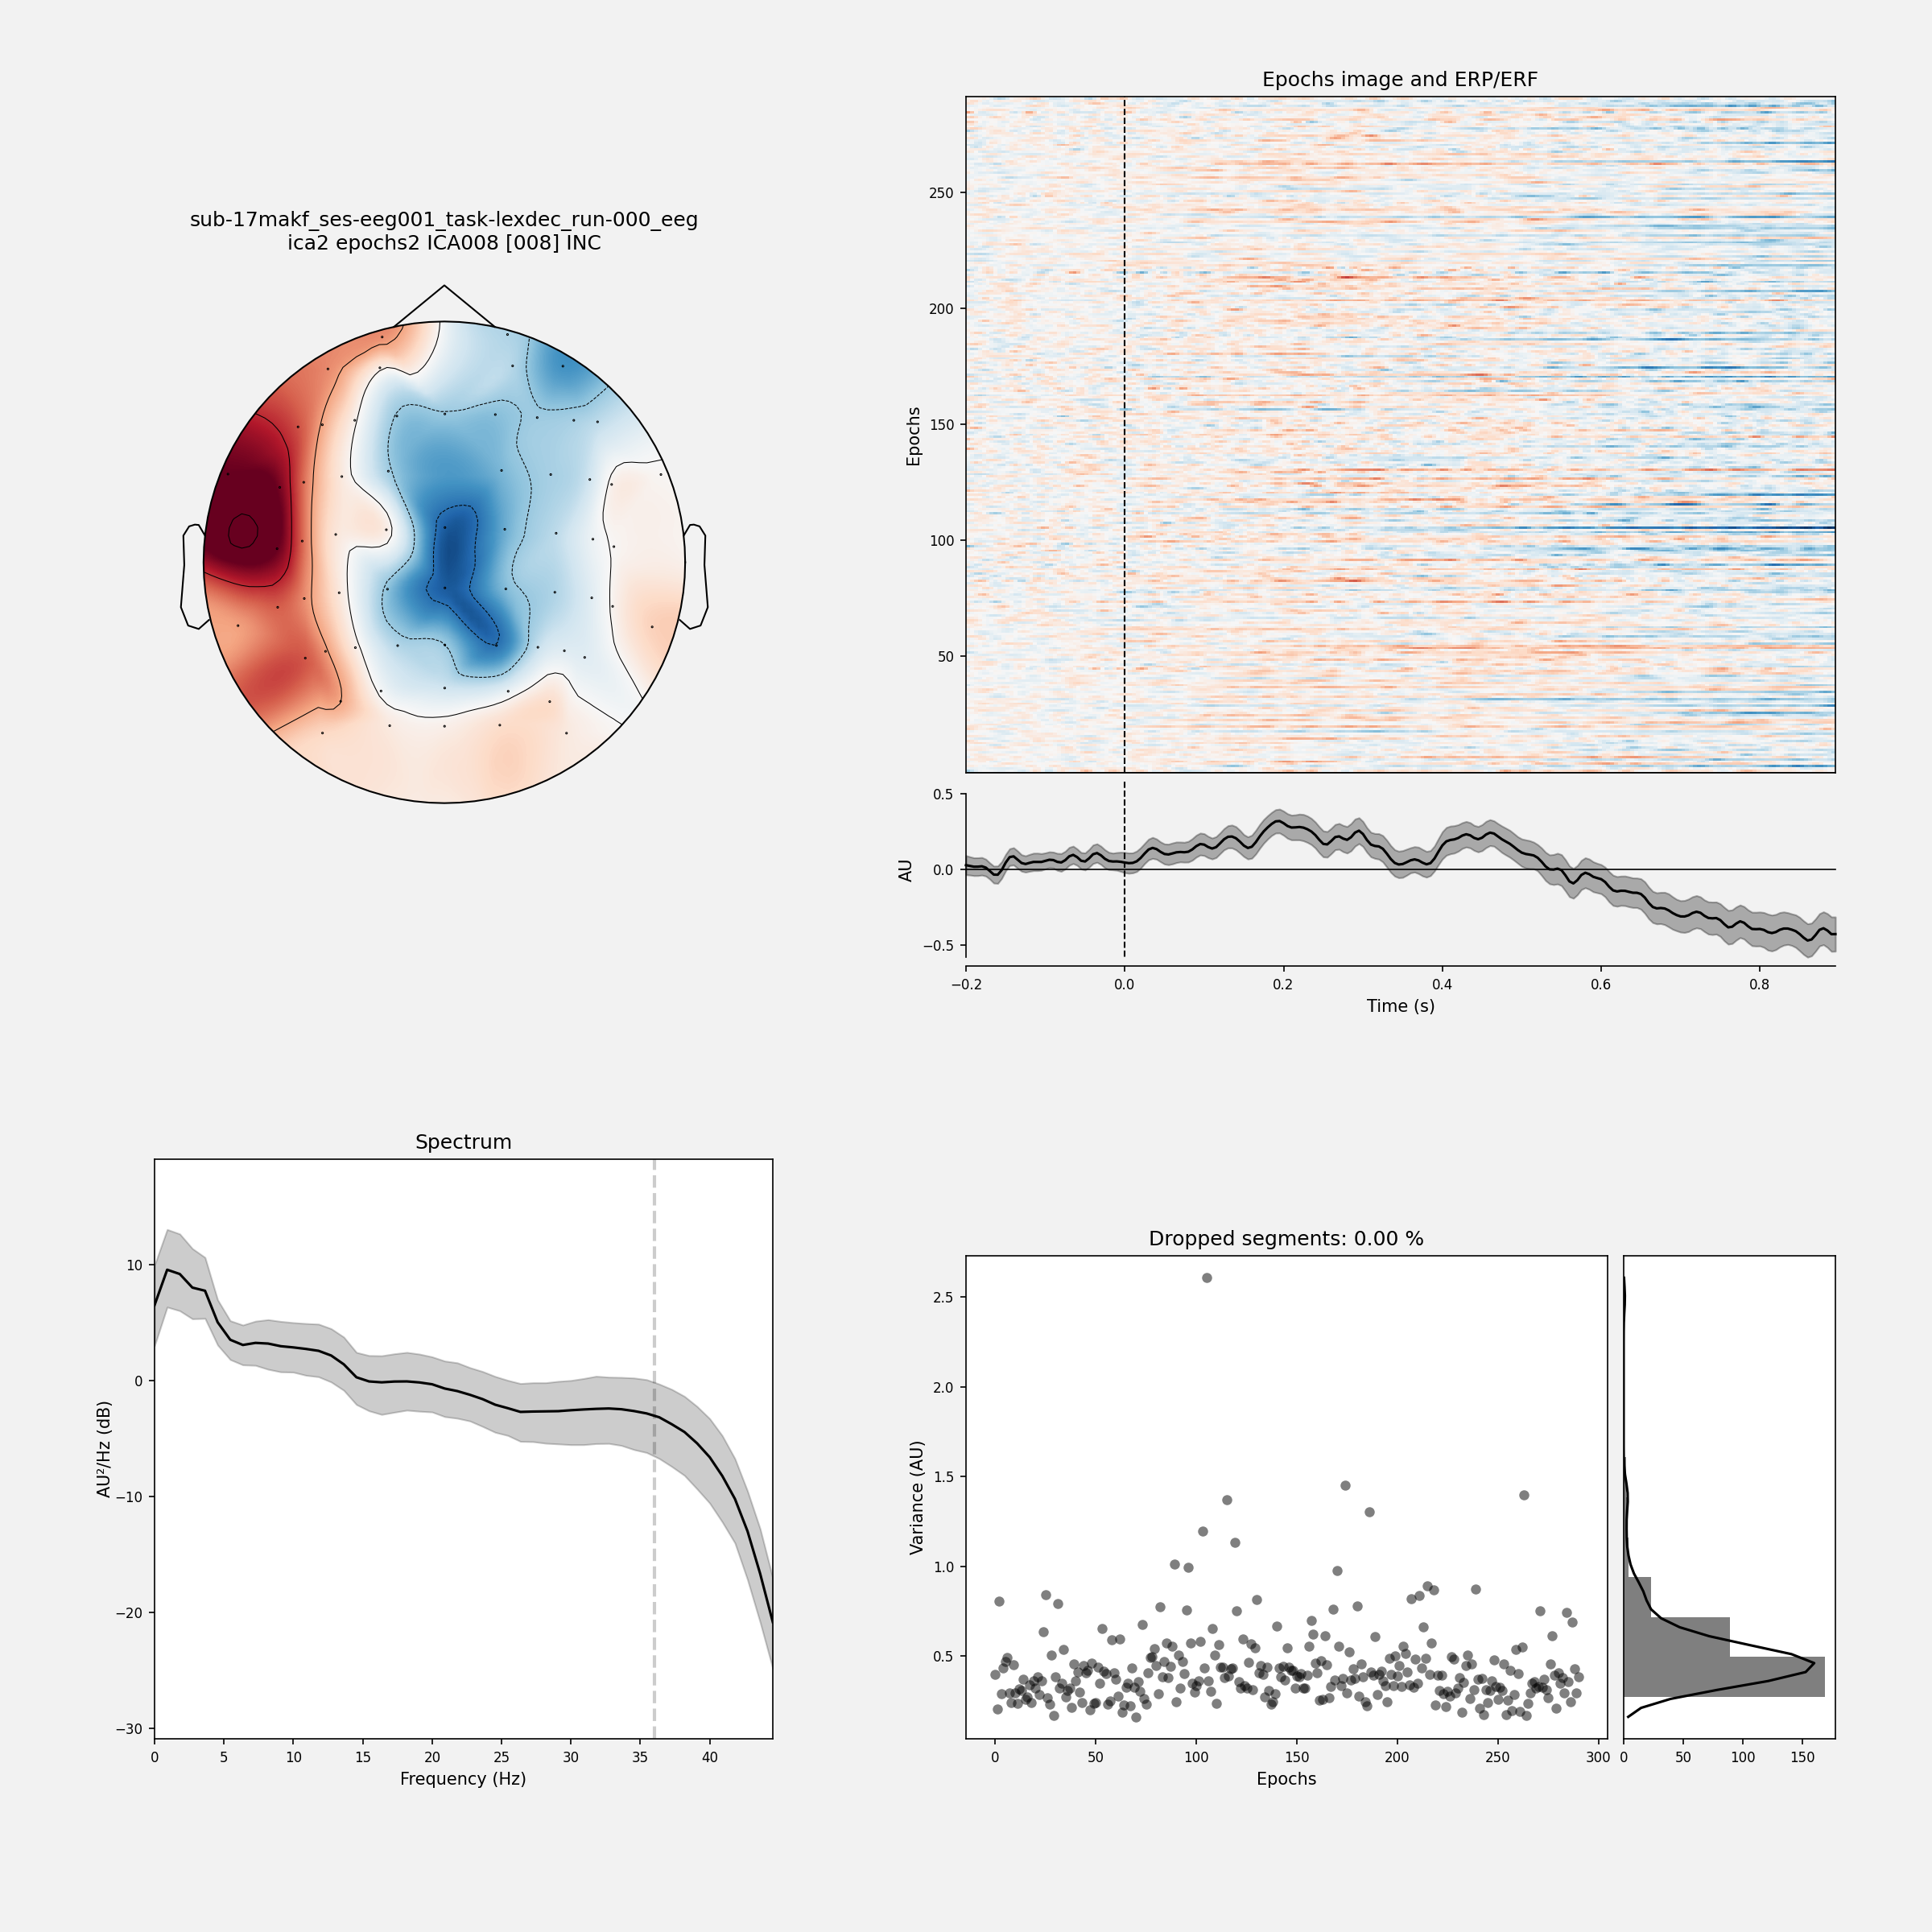 sub-17makf_ses-eeg001_task-lexdec_run-000_eeg
ica2 epochs2 ICA008 [008] INC
Epochs image and ERP/ERF
Epochs
250
200
150
100
50
AU
0.5
0.0
−0.5
−0.2 0.0 0.2 0.4 0.6 0.8
Time (s)
Spectrum
AU²/Hz (dB)
10
0
−10
−20
−30
0 5 10 15 20 25 30 35 40
Frequency (Hz)
Dropped segments: 0.00 %
Variance (AU)
2.5
2.0
1.5
1.0
0.5
0 50 100 150 200 250 300
Epochs
0 50 100 150